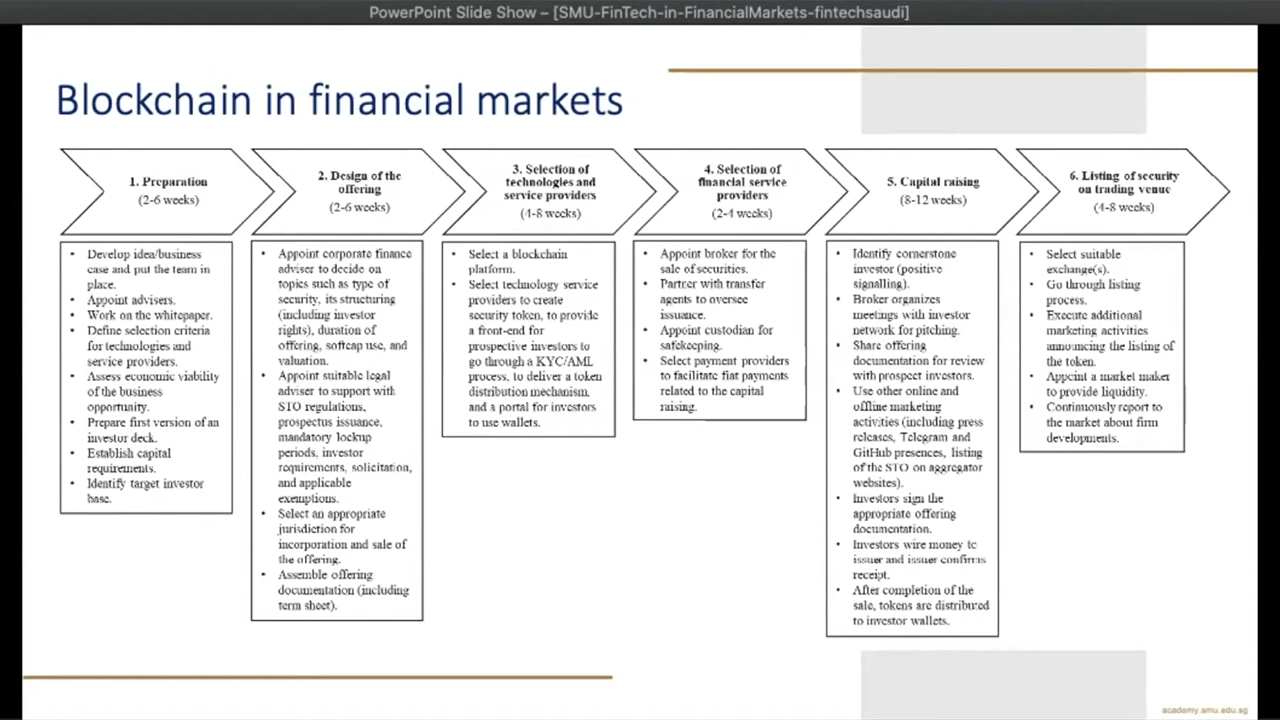 PowerPoint Slide Show – [SMU-FinTech-in-FinancialMarkets-fintechsaudi]
Blockchain in financial markets
1. Preparation
(2-6 weeks)
• Develop idea/business
case and put the team in
place.
• Appoint advisers.
• Work on the whitepaper.
• Define selection criteria
for technologies and
service providers.
• Assess economic viability
of the business
opportunity.
• Prepare first version of an
investor deck.
• Establish capital
requirements.
• Identify target investor
base.
2. Design of the
offering
(2-6 weeks)
• Appoint corporate finance
adviser to decide on
topics such as type of
security, its structuring
(including investor
rights), duration of
offering, softcap use, and
valuation.
• Appoint suitable legal
adviser to support with
STO regulations,
prospectus issuance,
mandatory lockup
periods, investor
requirements, solicitation,
and applicable
exemptions.
• Select an appropriate
jurisdiction for
incorporation and sale of
the offering.
• Assemble offering
documentation (including
term sheet).
3. Selection of
technologies and
service providers
(4-8 weeks)
• Select a blockchain
platform.
• Select technology service
providers to create
security token, to provide
a front-end for
prospective investors to
go through a KYC/AML
process, to deliver a token
distribution mechanism,
and a portal for investors
to use wallets.
4. Selection of
financial service
providers
(2-4 weeks)
• Appoint broker for the
sale of securities.
• Partner with transfer
agents to oversee
issuance.
• Appoint custodian for
safekeeping.
• Select payment providers
to facilitate fiat payments
related to the capital
raising.
5. Capital raising
(8-12 weeks)
• Identify cornerstone
investor (positive
signalling).
• Broker organizes
meetings with investor
network for pitching.
• Share offering
documentation for review
with prospect investors.
• Use other online and
offline marketing
activities (including press
releases, Telegram and
GitHub presences, listing
of the STO on aggregator
websites).
• Investors sign the
appropriate offering
documentation.
• Investors wire money to
issuer and issuer confirms
receipt.
• After completion of the
sale, tokens are distributed
to investor wallets.
6. Listing of security
on trading venue
(4-8 weeks)
• Select suitable
exchange(s).
• Go through listing
process.
• Execute additional
marketing activities
announcing the listing of
the token.
• Appoint a market maker
to provide liquidity.
• Continuously report to
the market about firm
developments.
academy.smu.edu.sg